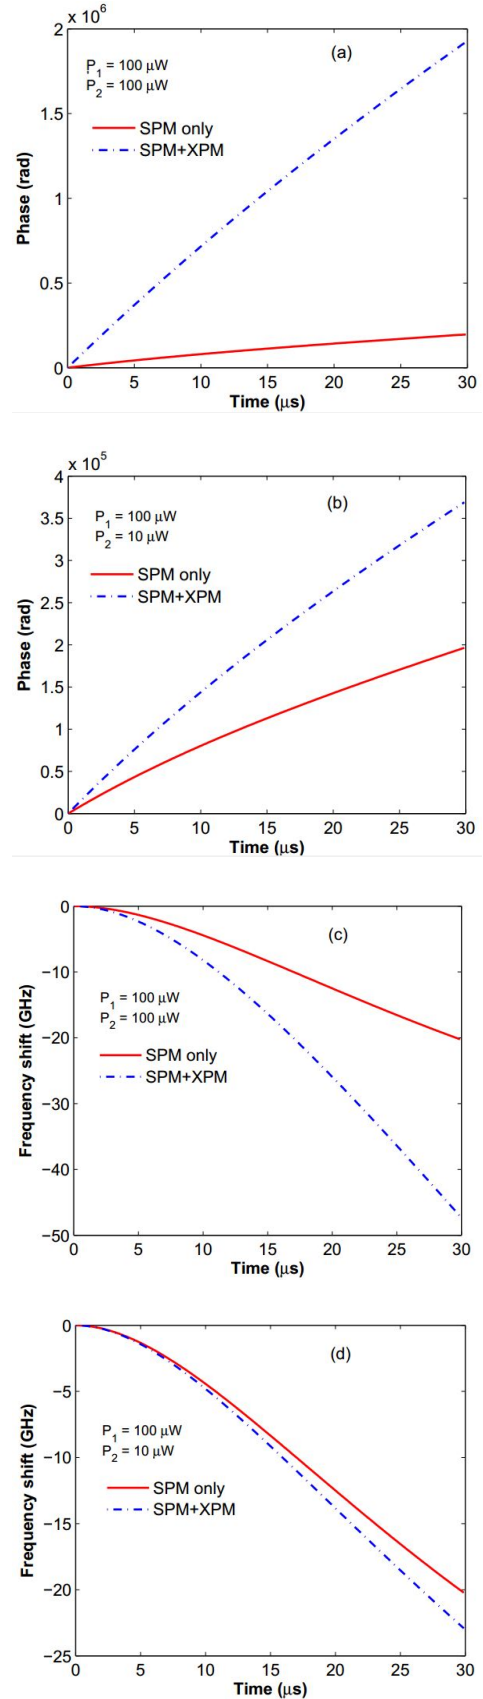 x 10⁶
2
(a)
P₁ = 100 μW
P₂ = 100 μW
SPM only
SPM+XPM
1.5
1
0.5
0
Phase (rad)
0 5 10 15 20 25 30
Time (μs)
x 10⁵
4
(b)
P₁ = 100 μW
P₂ = 10 μW
SPM only
SPM+XPM
3.5
3
2.5
2
1.5
1
0.5
0
Phase (rad)
0 5 10 15 20 25 30
Time (μs)
0
(c)
P₁ = 100 μW
P₂ = 100 μW
SPM only
SPM+XPM
−10
−20
−30
−40
−50
Frequency shift (GHz)
0 5 10 15 20 25 30
Time (μs)
0
(d)
P₁ = 100 μW
P₂ = 10 μW
SPM only
SPM+XPM
−5
−10
−15
−20
−25
Frequency shift (GHz)
0 5 10 15 20 25 30
Time (μs)